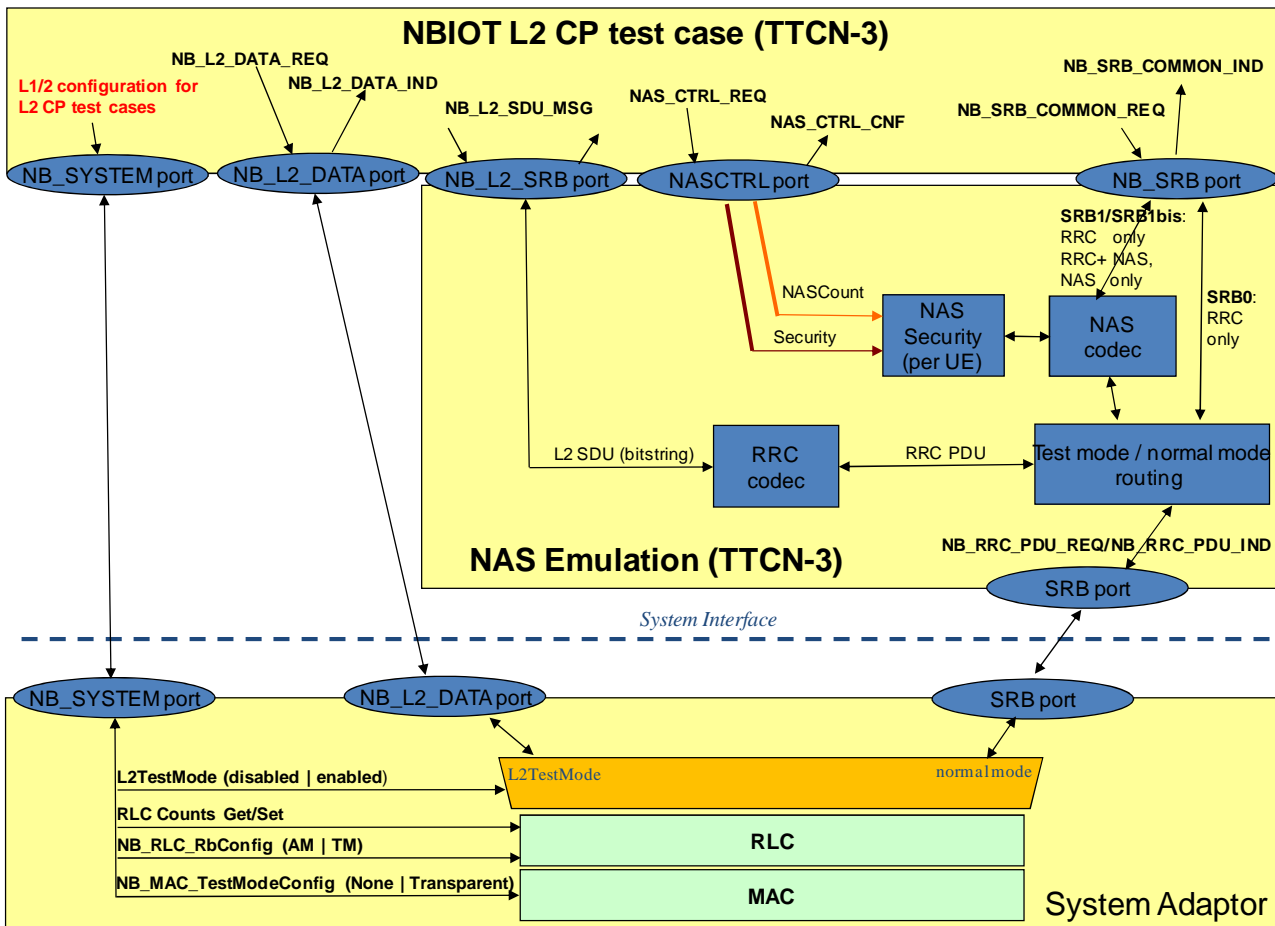 NBIOT L2 CP test case (TTCN-3)
NB_L2_DATA_REQ
NB_L2_DATA_IND
L1/2 configuration for
L2 CP test cases
NB_L2_SDU_MSG
NAS_CTRL_REQ
NAS_CTRL_CNF
NB_SRB_COMMON_IND
NB_SRB_COMMON_REQ
NB_SYSTEM port
NB_L2_DATA port
NB_L2_SRB port
NASCTRL port
NB_SRB port
SRB1/SRB1bis:
RRC only
RRC+ NAS,
NAS only
SRB0:
RRC
only
NASCount
Security
NAS
Security
(per UE)
NAS
codec
L2 SDU (bitstring)
RRC
codec
RRC PDU
Test mode / normal mode
routing
NB_RRC_PDU_REQ/NB_RRC_PDU_IND
NAS Emulation (TTCN-3)
SRB port
System Interface
NB_SYSTEM port
NB_L2_DATA port
SRB port
L2TestMode (disabled | enabled)
L2TestMode
normal mode
RLC Counts Get/Set
RLC
NB_RLC_RbConfig (AM | TM)
NB_MAC_TestModeConfig (None | Transparent)
MAC
System Adaptor